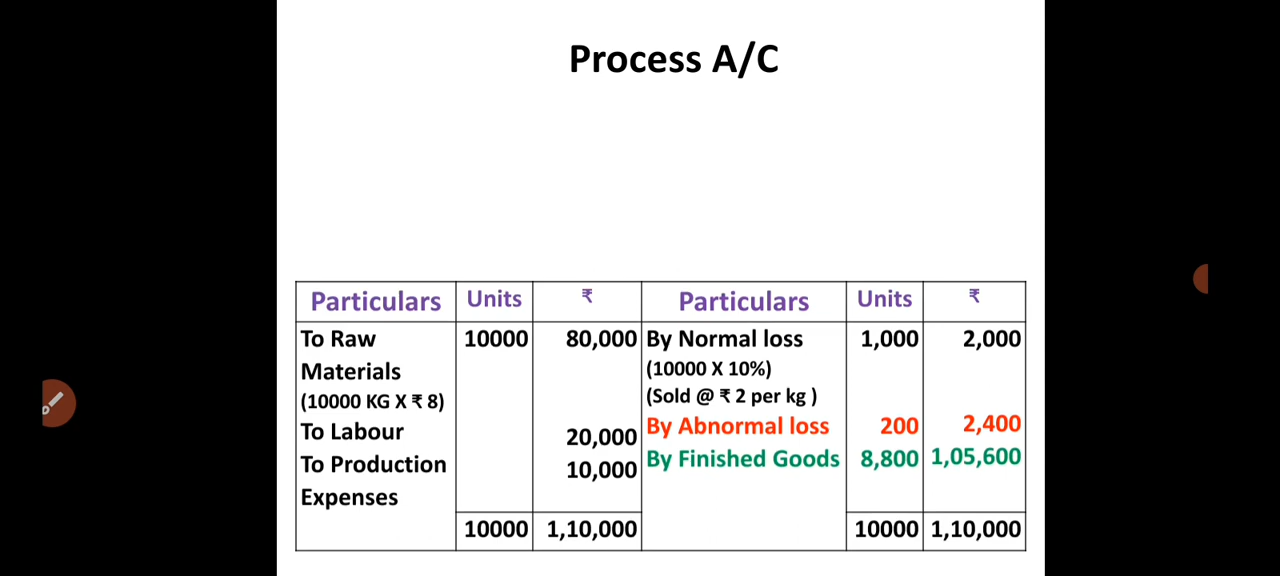 Process A/C
Particulars Units ₹ Particulars Units ₹
To Raw 10000 80,000 By Normal loss 1,000 2,000
Materials (10000 X 10%)
(10000 KG X ₹ 8) (Sold @ ₹ 2 per kg )
To Labour 20,000 By Abnormal loss 200 2,400
To Production 10,000 By Finished Goods 8,800 1,05,600
Expenses
10000 1,10,000 10000 1,10,000